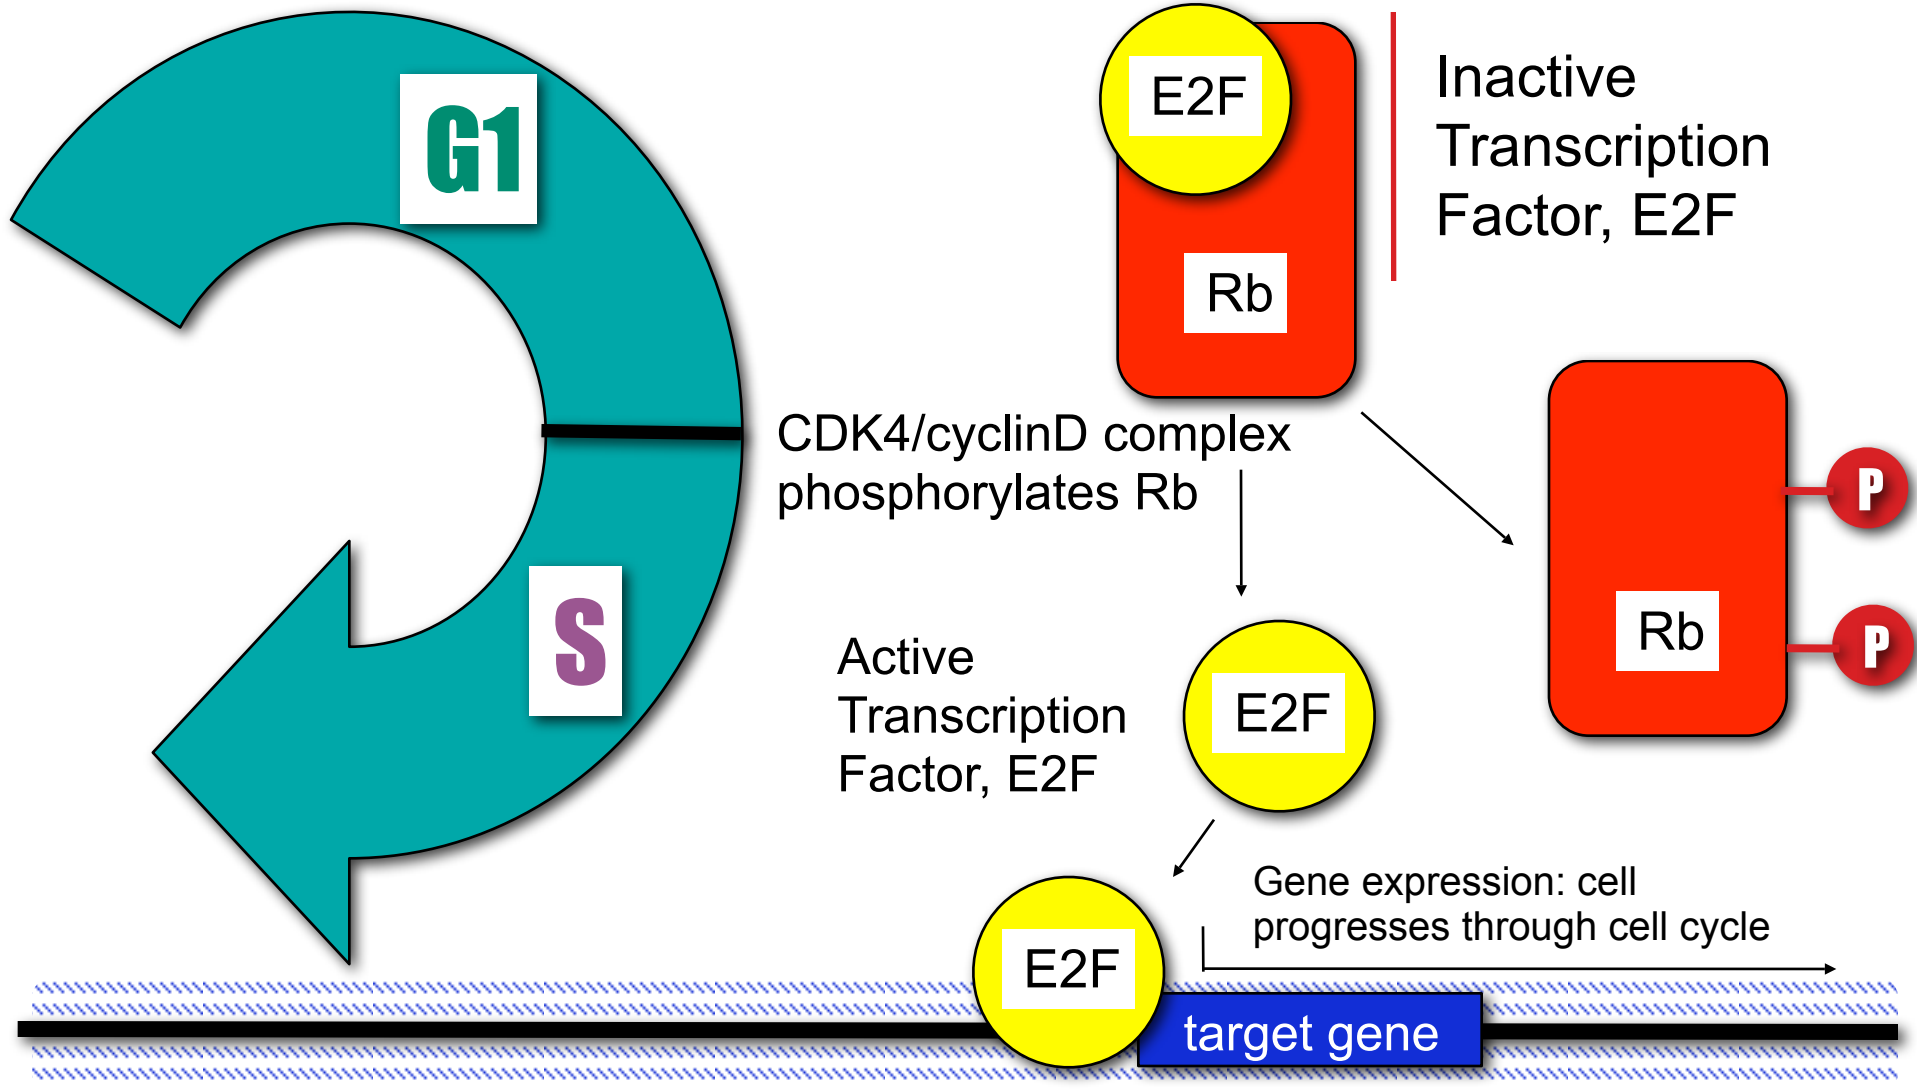 G1
S
E2F
Rb
Inactive
Transcription
Factor, E2F
CDK4/cyclinD complex
phosphorylates Rb
Rb
P
P
Active
Transcription
Factor, E2F
E2F
Gene expression: cell
progresses through cell cycle
E2F
target gene